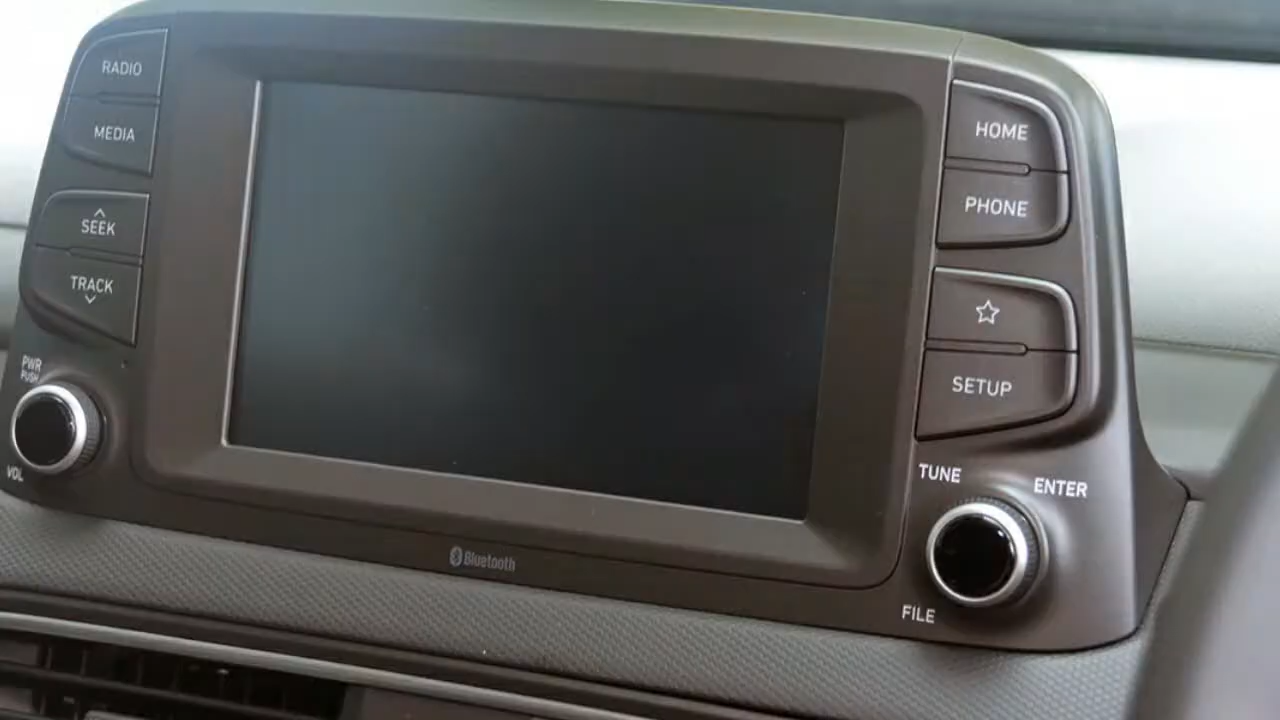 RADIO
MEDIA
SEEK
TRACK
PWR
PUSH
VOL
HOME
PHONE
SETUP
TUNE
ENTER
FILE
Bluetooth